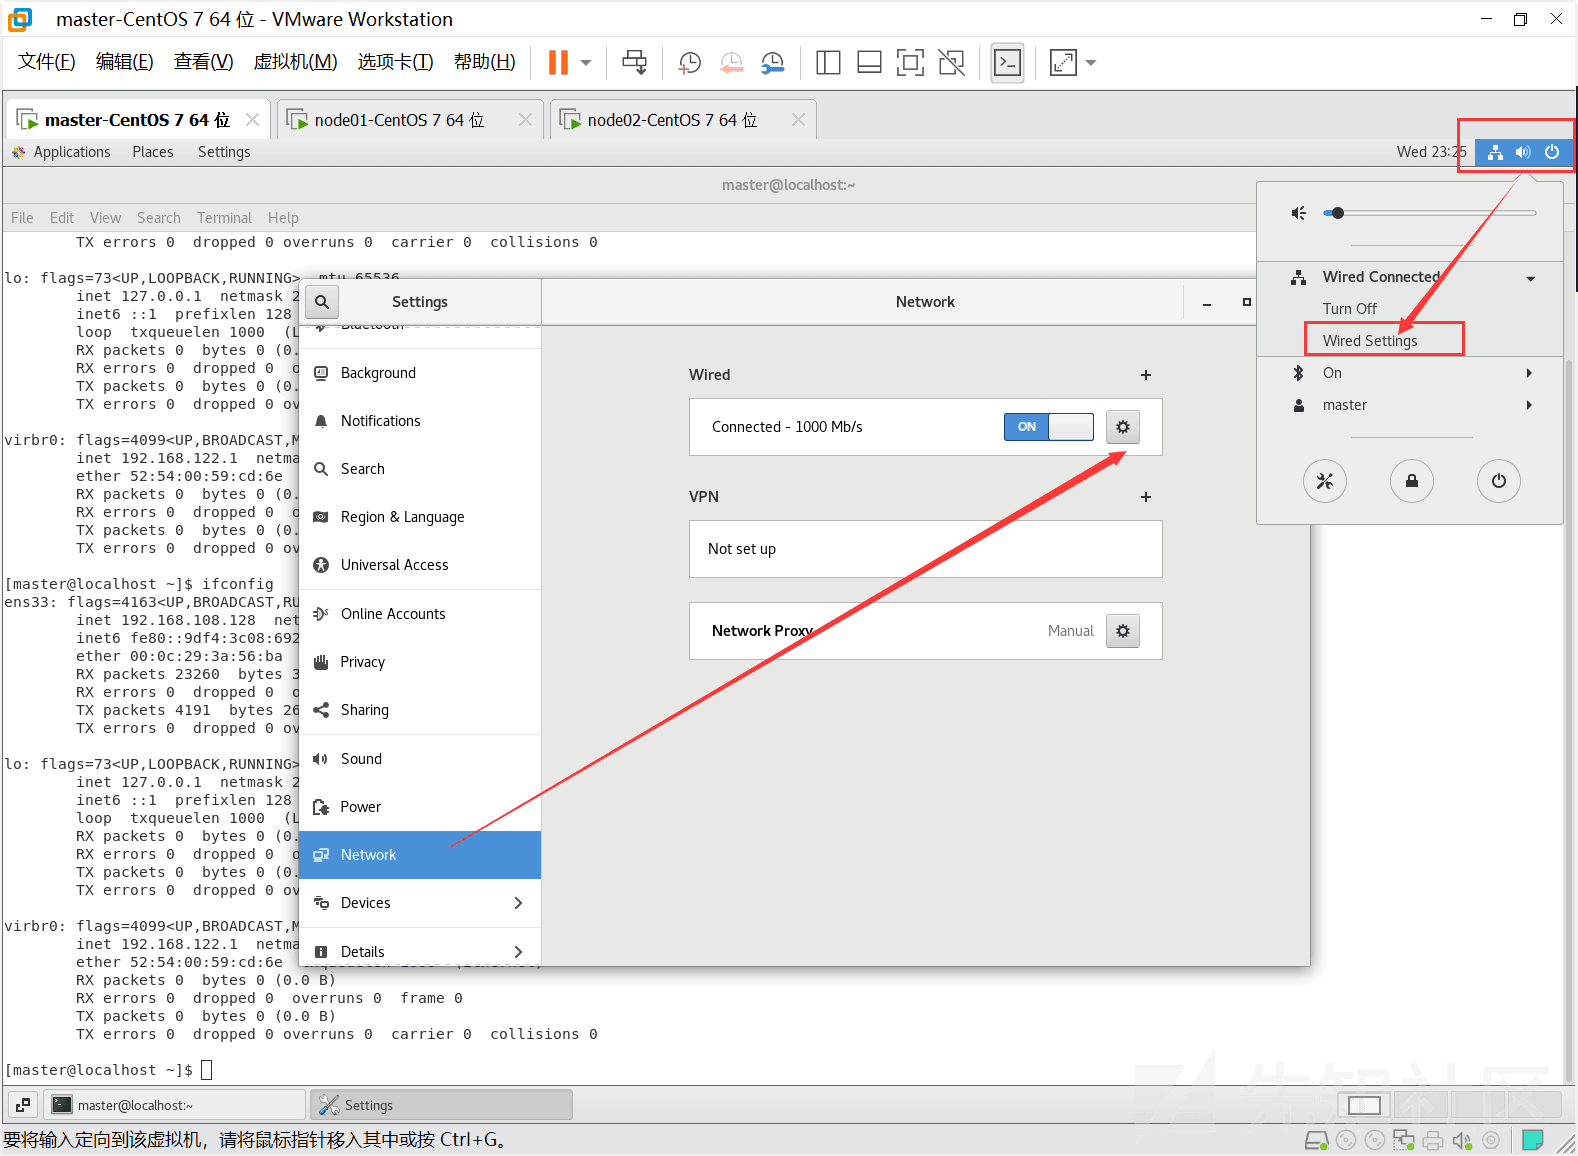 master-CentOS 7 64 位 - VMware Workstation
文件(F) 编辑(E) 查看(V) 虚拟机(M) 选项卡(T) 帮助(H)
master-CentOS 7 64 位 node01-CentOS 7 64 位 node02-CentOS 7 64 位
Applications Places Settings Wed 23:25
master@localhost:~
File Edit View Search Terminal Help
TX errors 0 dropped 0 overruns 0 carrier 0 collisions 0
lo: flags=73<UP,LOOPBACK,RUNNING> mtu 65536
inet 127.0.0.1 netmask 2
inet6 ::1 prefixlen 128
loop txqueuelen 1000 (L
RX packets 0 bytes 0 (0.
RX errors 0 dropped 0 o
TX packets 0 bytes 0 (0.
TX errors 0 dropped 0 ov
virbr0: flags=4099<UP,BROADCAST,M
inet 192.168.122.1 netma
ether 52:54:00:59:cd:6e
RX packets 0 bytes 0 (0.
RX errors 0 dropped 0 o
TX packets 0 bytes 0 (0.
TX errors 0 dropped 0 ov
[master@localhost ~]$ ifconfig
ens33: flags=4163<UP,BROADCAST,RU
inet 192.168.108.128 net
inet6 fe80::9df4:3c08:692
ether 00:0c:29:3a:56:ba
RX packets 23260 bytes 3
RX errors 0 dropped 0 o
TX packets 4191 bytes 26
TX errors 0 dropped 0 ov
lo: flags=73<UP,LOOPBACK,RUNNING>
inet 127.0.0.1 netmask 2
inet6 ::1 prefixlen 128
loop txqueuelen 1000 (L
RX packets 0 bytes 0 (0.
RX errors 0 dropped 0 o
TX packets 0 bytes 0 (0.
TX errors 0 dropped 0 ov
virbr0: flags=4099<UP,BROADCAST,M
inet 192.168.122.1 netma
ether 52:54:00:59:cd:6e
RX packets 0 bytes 0 (0.0 B)
RX errors 0 dropped 0 overruns 0 frame 0
TX packets 0 bytes 0 (0.0 B)
TX errors 0 dropped 0 overruns 0 carrier 0 collisions 0
[master@localhost ~]$
Settings
Bluetooth
Background
Notifications
Search
Region & Language
Universal Access
Online Accounts
Privacy
Sharing
Sound
Power
Network
Devices
Details
Network
Wired
Connected - 1000 Mb/s ON
VPN
Not set up
Network Proxy Manual
Wired Connected
Turn Off
Wired Settings
On
master
master@localhost:~ Settings
要将输入定向到该虚拟机，请将鼠标指针移入其中或按 Ctrl+G。
先知社区